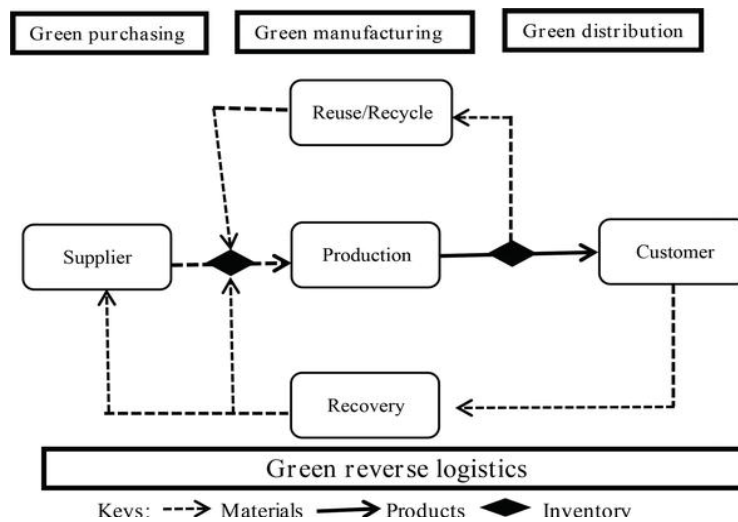 Green purchasing
Green manufacturing
Green distribution
Reuse/Recycle
Supplier
Production
Customer
Recovery
Green reverse logistics
Keys: Materials Products Inventory